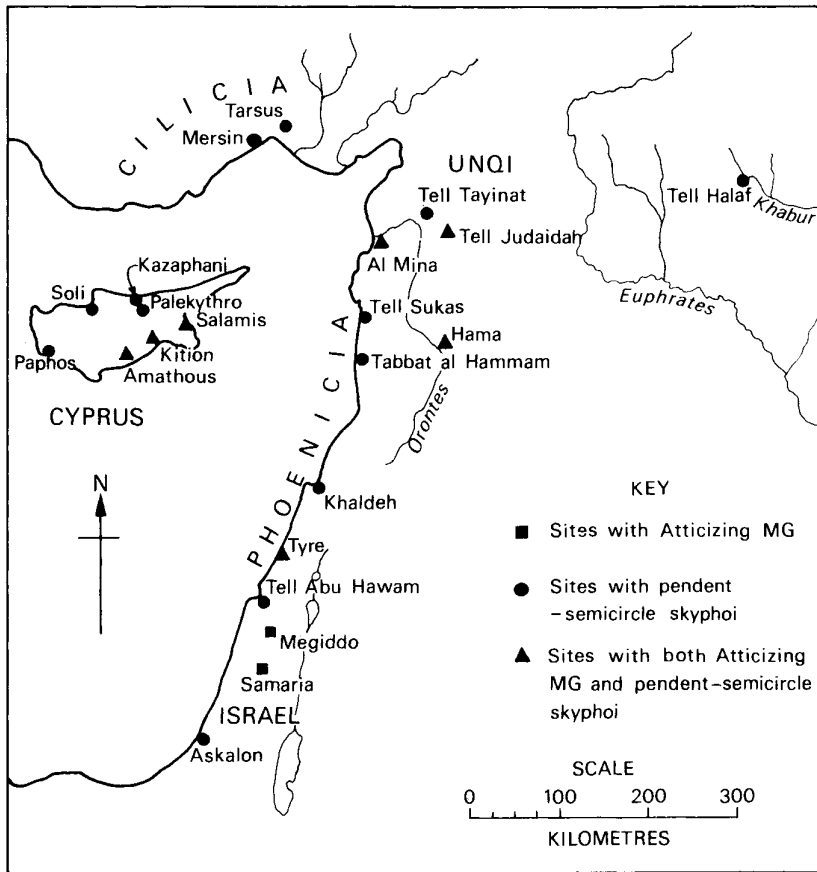 CILICIA
Tarsus
Mersin
UNQI
Tell Tayinat
Tell Halaf
Khabur
Tell Judaidah
Al Mina
Kazaphani
Soli
Palekythro
Salamis
Euphrates
Tell Sukas
Hama
Kition
Paphos
Amathous
Tabbat al Hammam
CYPRUS
Orontes
PHOENICIA
N
Khaldeh
Tyre
Tell Abu Hawam
Megiddo
Samaria
ISRAEL
Askalon
KEY
Sites with Atticizing MG
Sites with pendent
-semicircle skyphoi
Sites with both Atticizing
MG and pendent-semicircle
skyphoi
SCALE
0 100 200 300
KILOMETRES